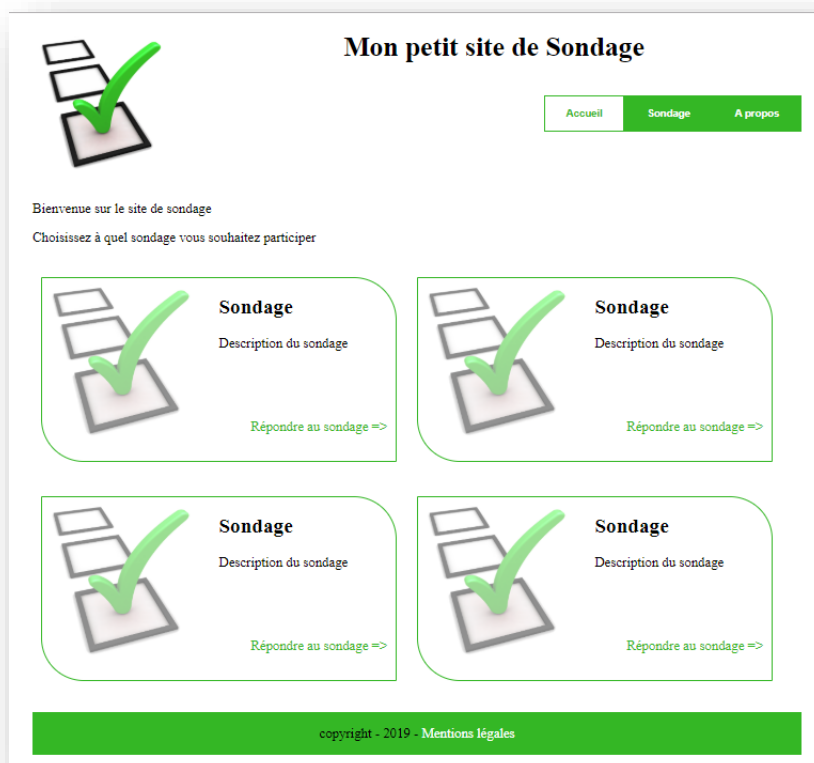 Mon petit site de Sondage
Accueil Sondage A propos
Bienvenue sur le site de sondage
Choisissez à quel sondage vous souhaitez participer
Sondage
Description du sondage
Répondre au sondage =>
Sondage
Description du sondage
Répondre au sondage =>
Sondage
Description du sondage
Répondre au sondage =>
Sondage
Description du sondage
Répondre au sondage =>
copyright - 2019 - Mentions légales